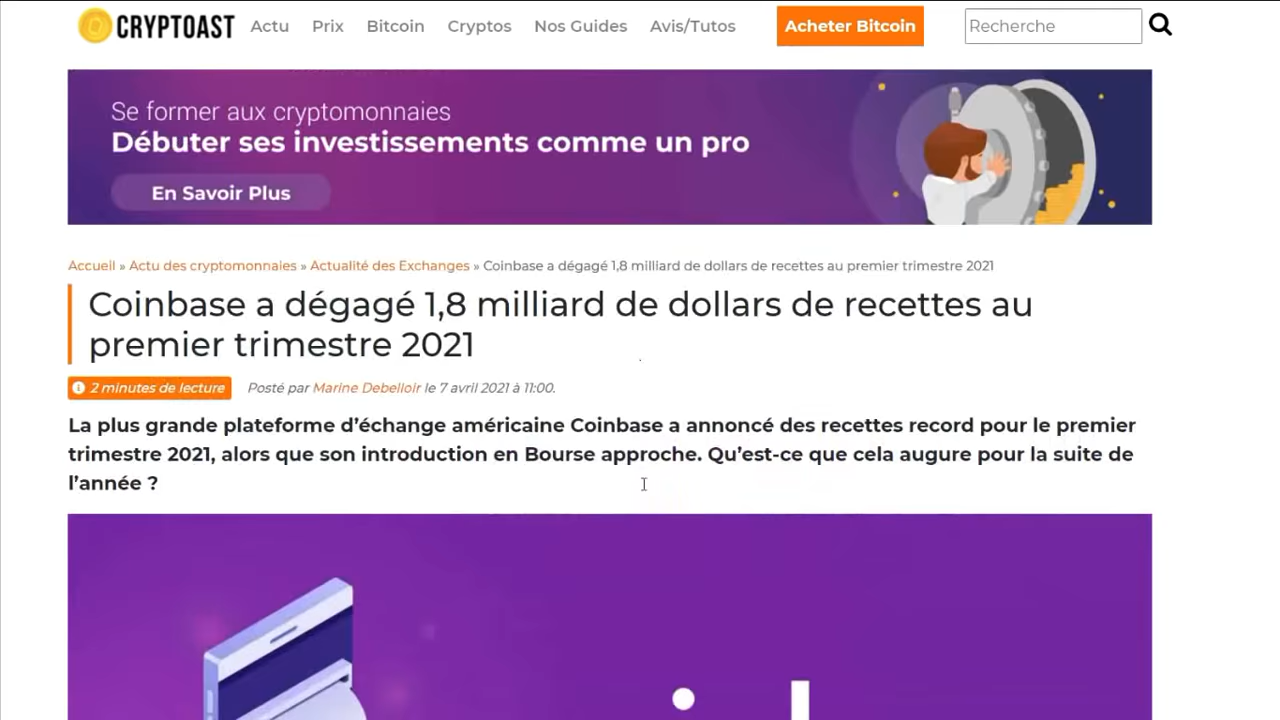 CRYPTOAST Actu Prix Bitcoin Cryptos Nos Guides Avis/Tutos Acheter Bitcoin Recherche
Se former aux cryptomonnaies
Débuter ses investissements comme un pro
En Savoir Plus
Accueil » Actu des cryptomonnaies » Actualité des Exchanges » Coinbase a dégagé 1,8 milliard de dollars de recettes au premier trimestre 2021
Coinbase a dégagé 1,8 milliard de dollars de recettes au
premier trimestre 2021
2 minutes de lecture Posté par Marine Debelloir le 7 avril 2021 à 11:00.
La plus grande plateforme d’échange américaine Coinbase a annoncé des recettes record pour le premier
trimestre 2021, alors que son introduction en Bourse approche. Qu’est-ce que cela augure pour la suite de
l’année ?